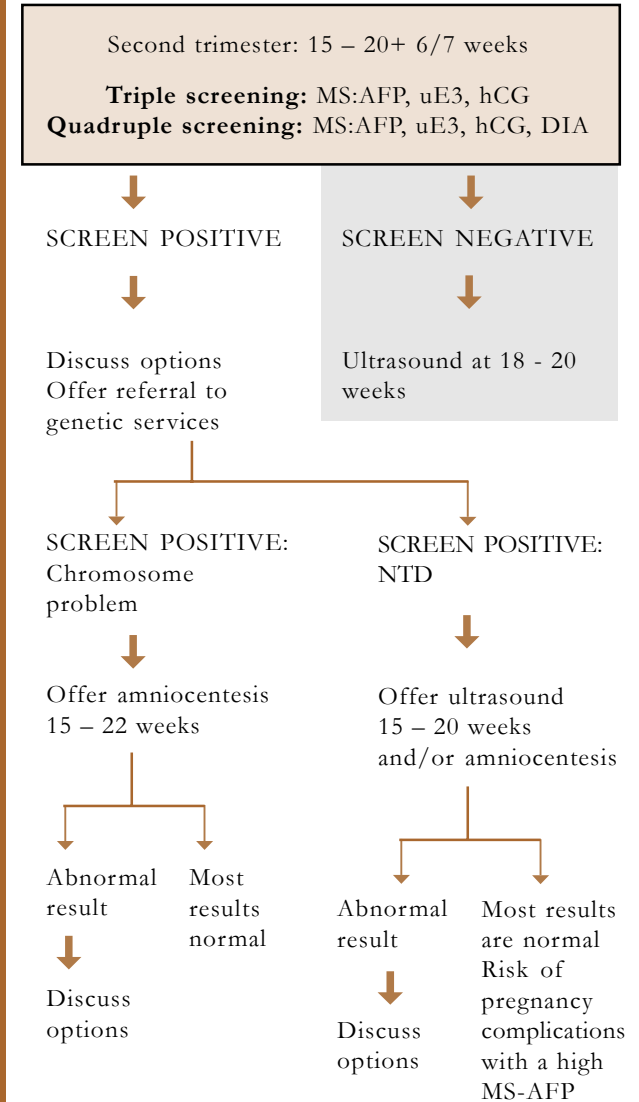 Second trimester: 15 – 20+ 6/7 weeks
Triple screening: MS:AFP, uE3, hCG
Quadruple screening: MS:AFP, uE3, hCG, DIA
SCREEN POSITIVE
SCREEN NEGATIVE
Discuss options
Offer referral to
genetic services
Ultrasound at 18 - 20
weeks
SCREEN POSITIVE:
Chromosome
problem
SCREEN POSITIVE:
NTD
Offer amniocentesis
15 – 22 weeks
Offer ultrasound
15 – 20 weeks
and/or amniocentesis
Abnormal
result
Most
results
normal
Discuss
options
Abnormal
result
Discuss
options
Most results
are normal
Risk of
pregnancy
complications
with a high
MS-AFP